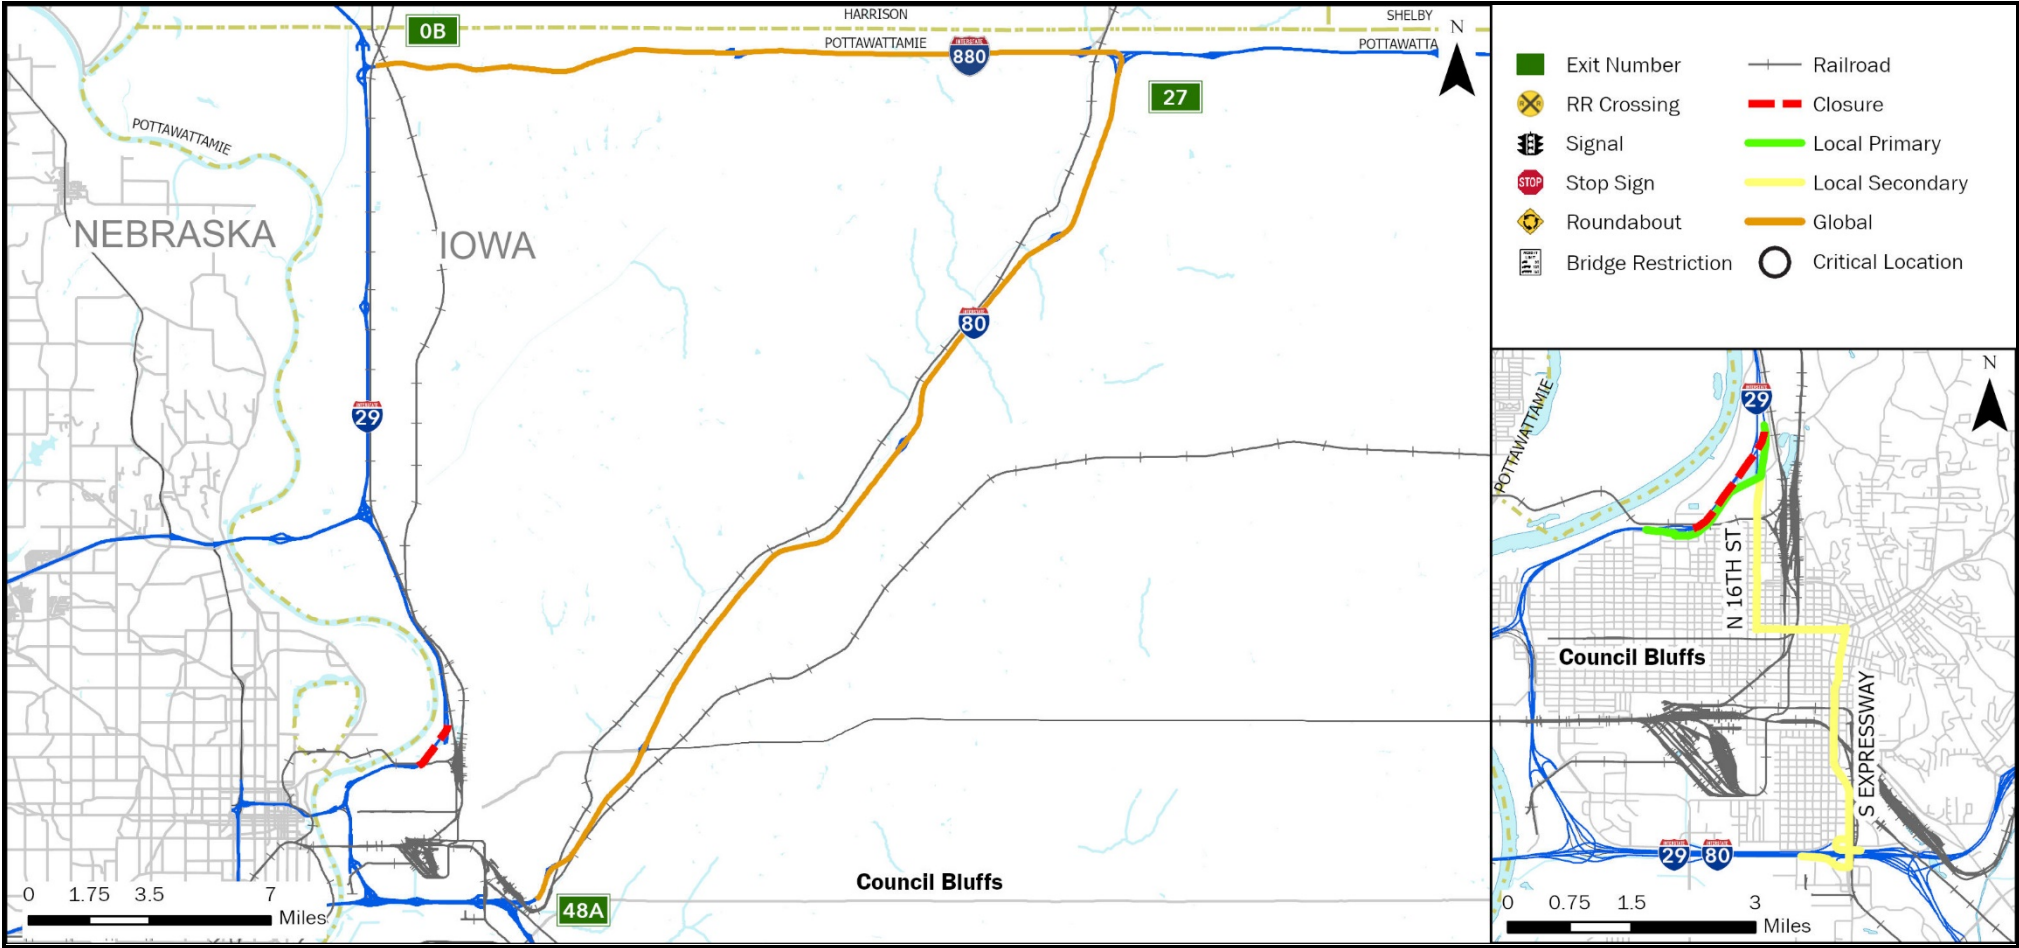 HARRISON
SHELBY
0B
POTTAWATTAMIE
INTERSTATE
880
POTTAWATTA
N
27
POTTAWATTAMIE
NEBRASKA
IOWA
80
29
Council Bluffs
48A
0 1.75 3.5 7
Miles
Exit Number
Railroad
RR Crossing
Closure
Signal
Local Primary
STOP
Stop Sign
Local Secondary
Roundabout
Global
Bridge Restriction
Critical Location
N
29
POTTAWATTAMIE
N 16TH ST
Council Bluffs
S EXPRESSWAY
29 80
0 0.75 1.5 3
Miles